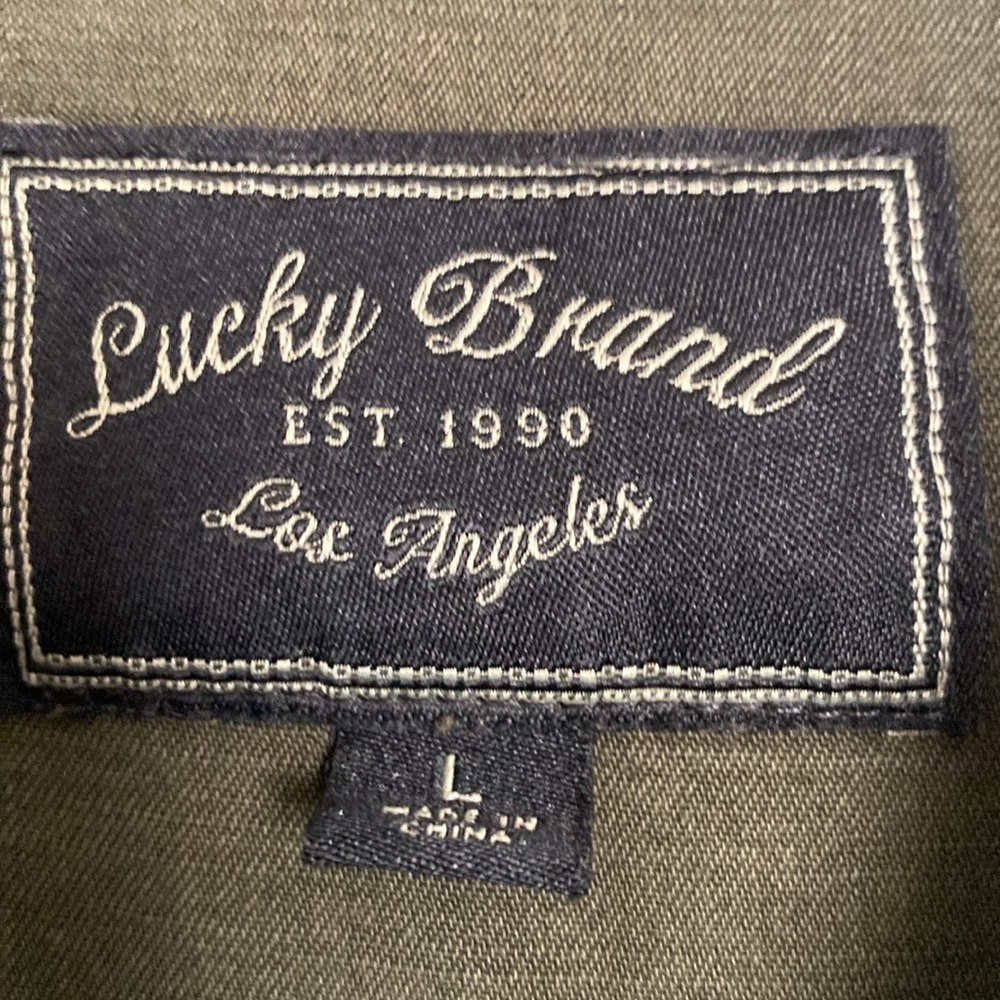 Lucky Brand
EST. 1990
Los Angeles
L
MADE IN
CHINA